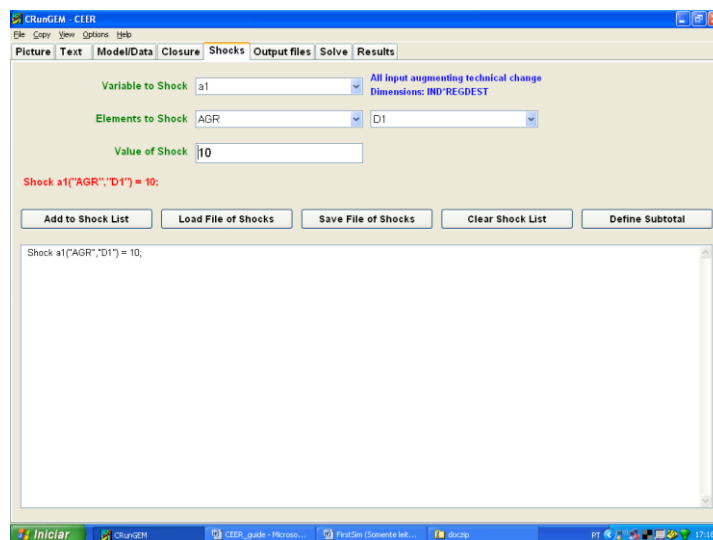 CRunGEM - CEER
File Copy View Options Help
Picture Text Model/Data Closure Shocks Output files Solve Results
Variable to Shock a1 All input augmenting technical change
Dimensions: IND*REGDEST
Elements to Shock AGR D1
Value of Shock 10
Shock a1("AGR","D1") = 10;
Add to Shock List Load File of Shocks Save File of Shocks Clear Shock List Define Subtotal
Shock a1("AGR","D1") = 10;
Iniciar CRunGEM CEER_guide - Microso... FirstSim (Somente leit... doczip PT 17:10